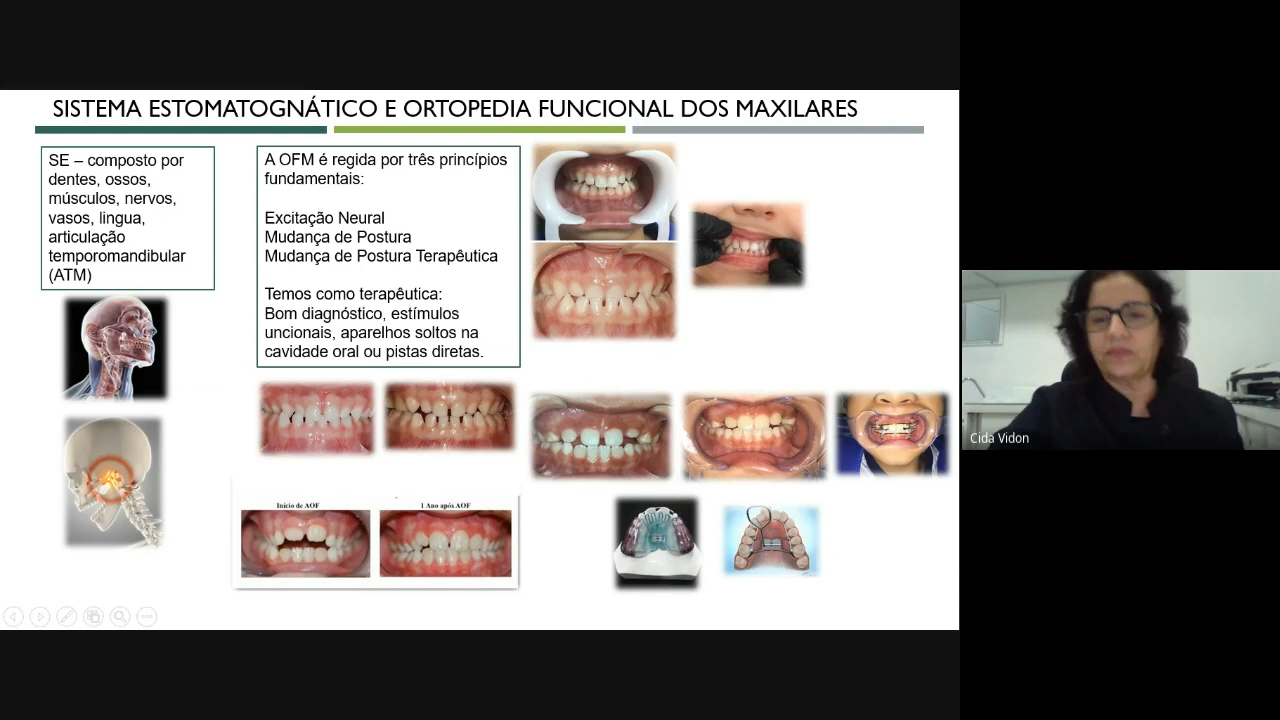 SISTEMA ESTOMATOGNÁTICO E ORTOPEDIA FUNCIONAL DOS MAXILARES
SE – composto por
dentes, ossos,
músculos, nervos,
vasos, lingua,
articulação
temporomandibular
(ATM)
A OFM é regida por três princípios
fundamentais:
Excitação Neural
Mudança de Postura
Mudança de Postura Terapêutica
Temos como terapêutica:
Bom diagnóstico, estímulos
uncionais, aparelhos soltos na
cavidade oral ou pistas diretas.
Início de AOF
1 Ano após AOF
Cida Vidon